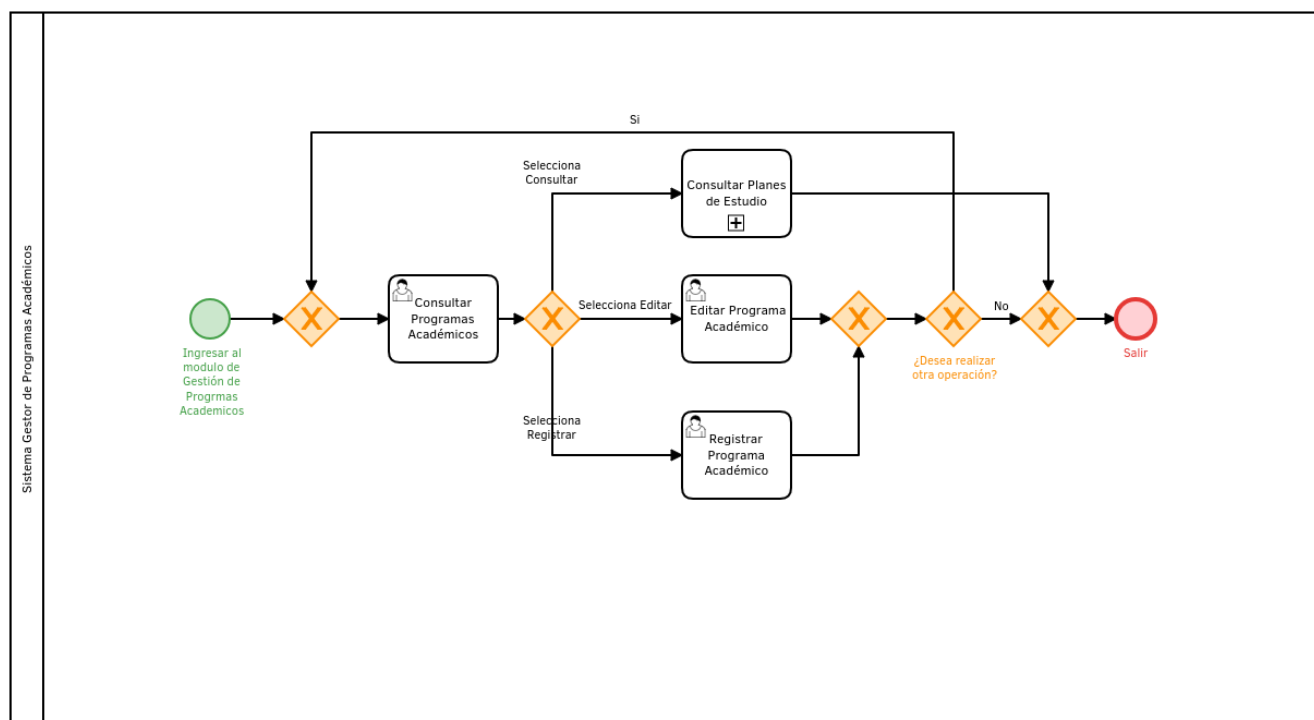 Sistema Gestor de Programas Académicos
Si
Selecciona
Consultar
Consultar Planes
de Estudio
Ingresar al
modulo de
Gestión de
Progrmas
Academicos
Consultar
Programas
Académicos
Selecciona Editar
Editar Programa
Académico
¿Desea realizar
otra operación?
No
Salir
Selecciona
Registrar
Registrar
Programa
Académico